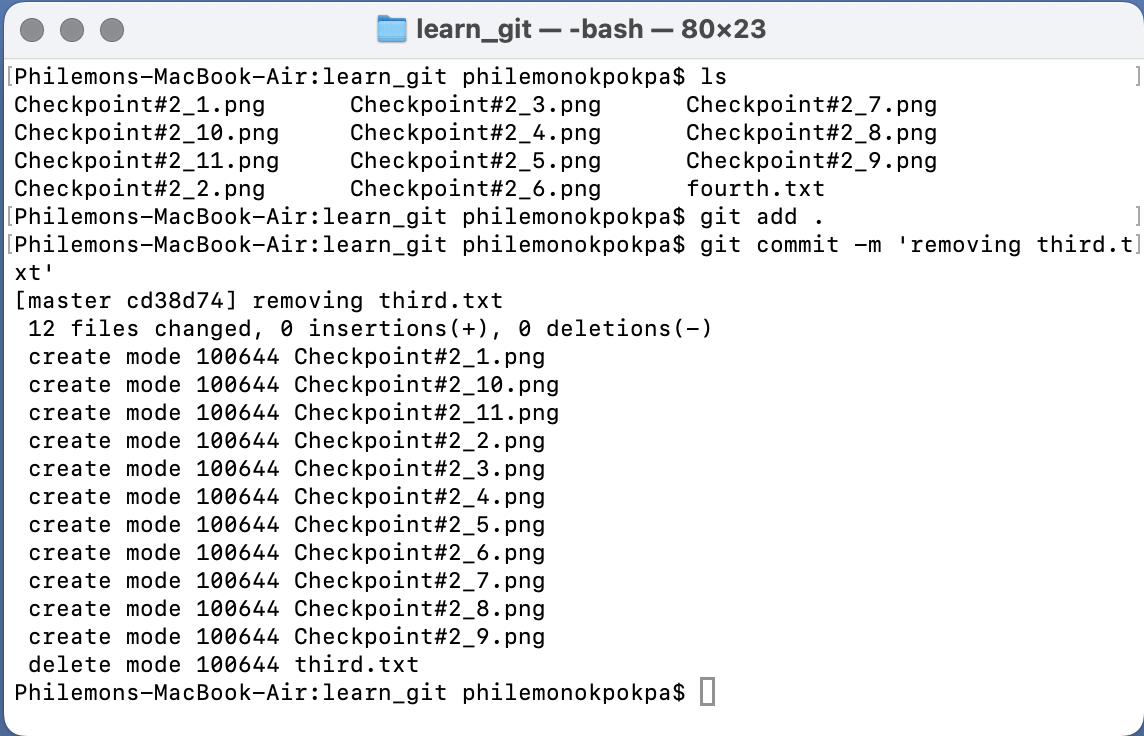 learn_git — -bash — 80×23
[Philemons-MacBook-Air:learn_git philemonokpokpa$ ls ]
Checkpoint#2_1.png Checkpoint#2_3.png Checkpoint#2_7.png
Checkpoint#2_10.png Checkpoint#2_4.png Checkpoint#2_8.png
Checkpoint#2_11.png Checkpoint#2_5.png Checkpoint#2_9.png
Checkpoint#2_2.png Checkpoint#2_6.png fourth.txt
[Philemons-MacBook-Air:learn_git philemonokpokpa$ git add . ]
[Philemons-MacBook-Air:learn_git philemonokpokpa$ git commit -m 'removing third.t]
xt'
[master cd38d74] removing third.txt
12 files changed, 0 insertions(+), 0 deletions(-)
create mode 100644 Checkpoint#2_1.png
create mode 100644 Checkpoint#2_10.png
create mode 100644 Checkpoint#2_11.png
create mode 100644 Checkpoint#2_2.png
create mode 100644 Checkpoint#2_3.png
create mode 100644 Checkpoint#2_4.png
create mode 100644 Checkpoint#2_5.png
create mode 100644 Checkpoint#2_6.png
create mode 100644 Checkpoint#2_7.png
create mode 100644 Checkpoint#2_8.png
create mode 100644 Checkpoint#2_9.png
delete mode 100644 third.txt
Philemons-MacBook-Air:learn_git philemonokpokpa$